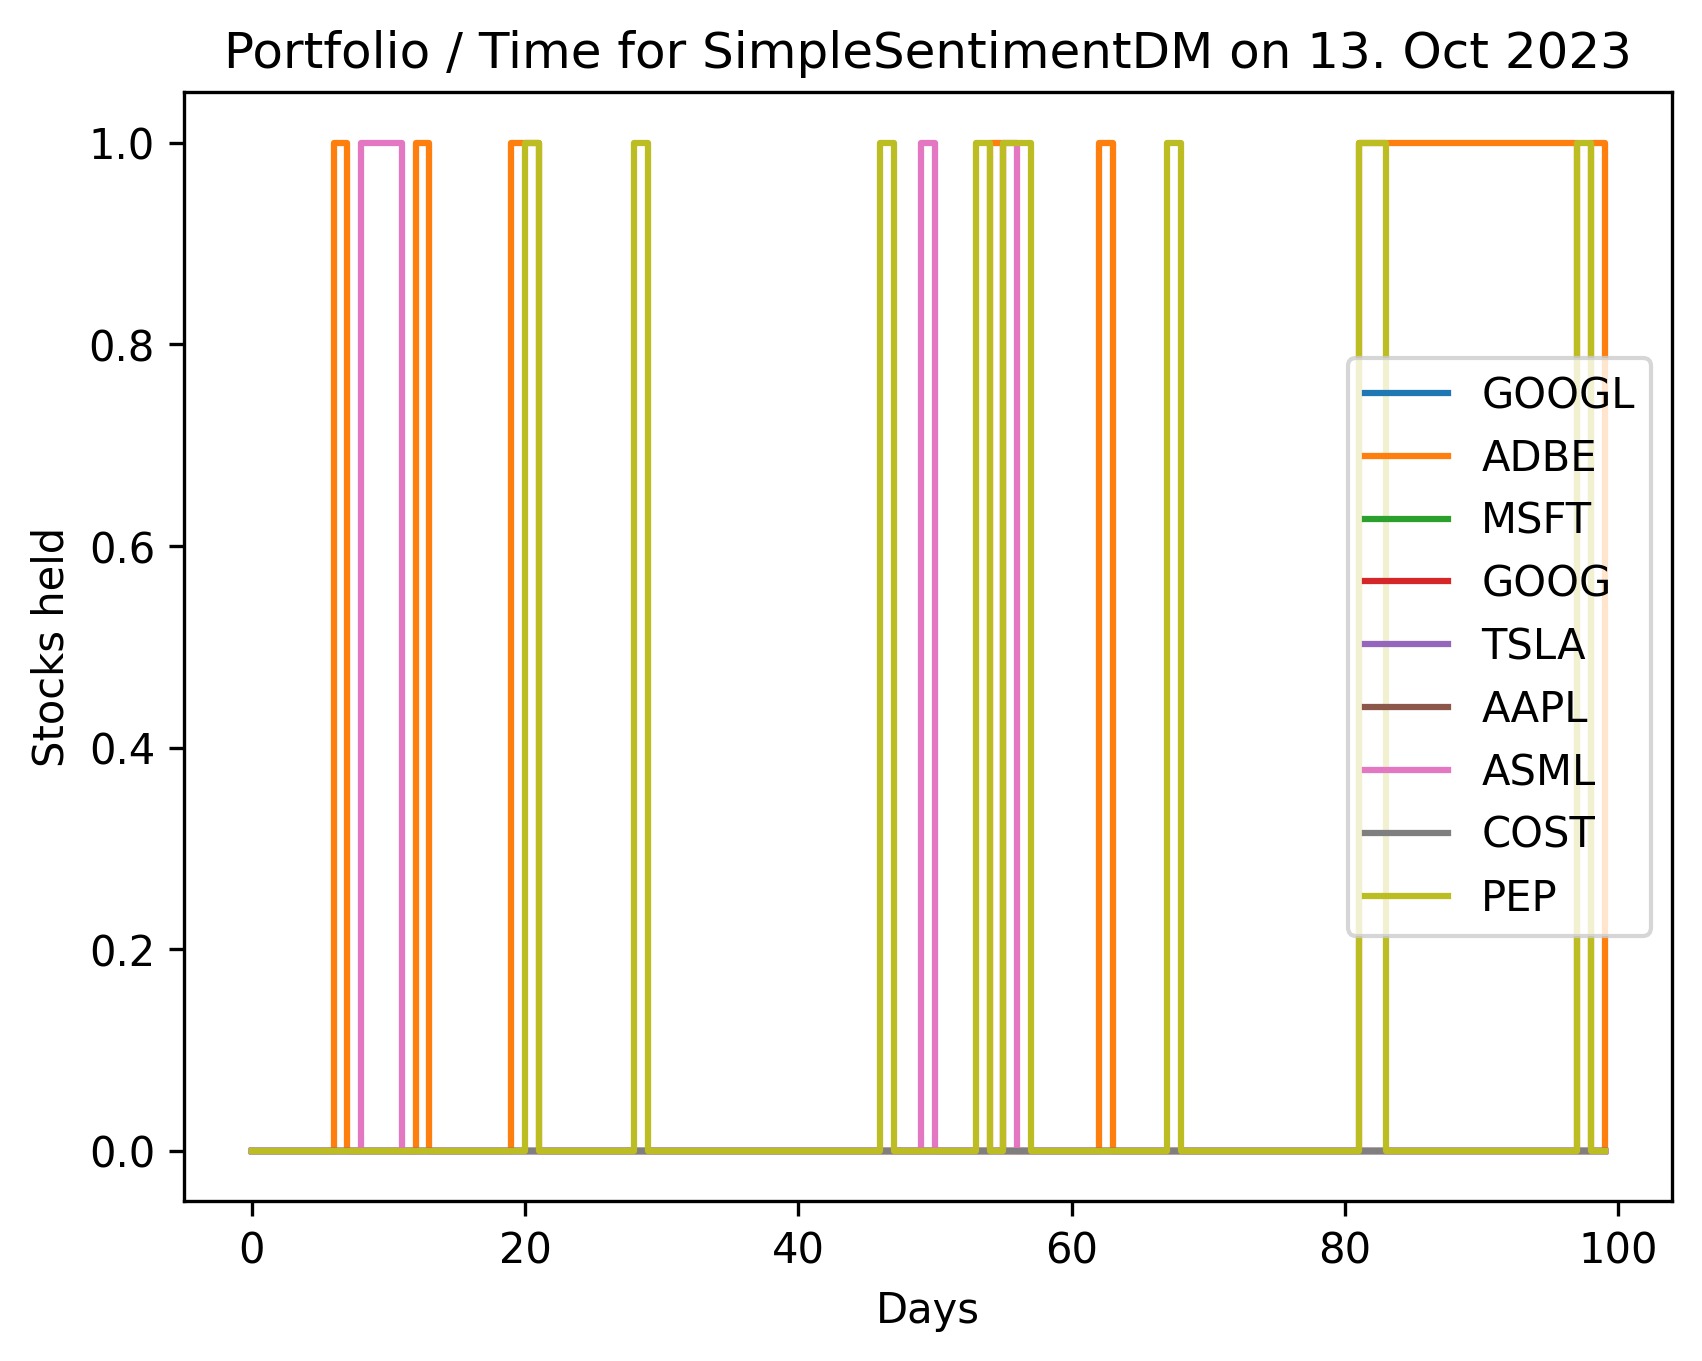 Portfolio / Time for SimpleSentimentDM on 13. Oct 2023
1.0
0.8
0.6
0.4
0.2
0.0
Stocks held
GOOGL
ADBE
MSFT
GOOG
TSLA
AAPL
ASML
COST
PEP
0 20 40 60 80 100
Days